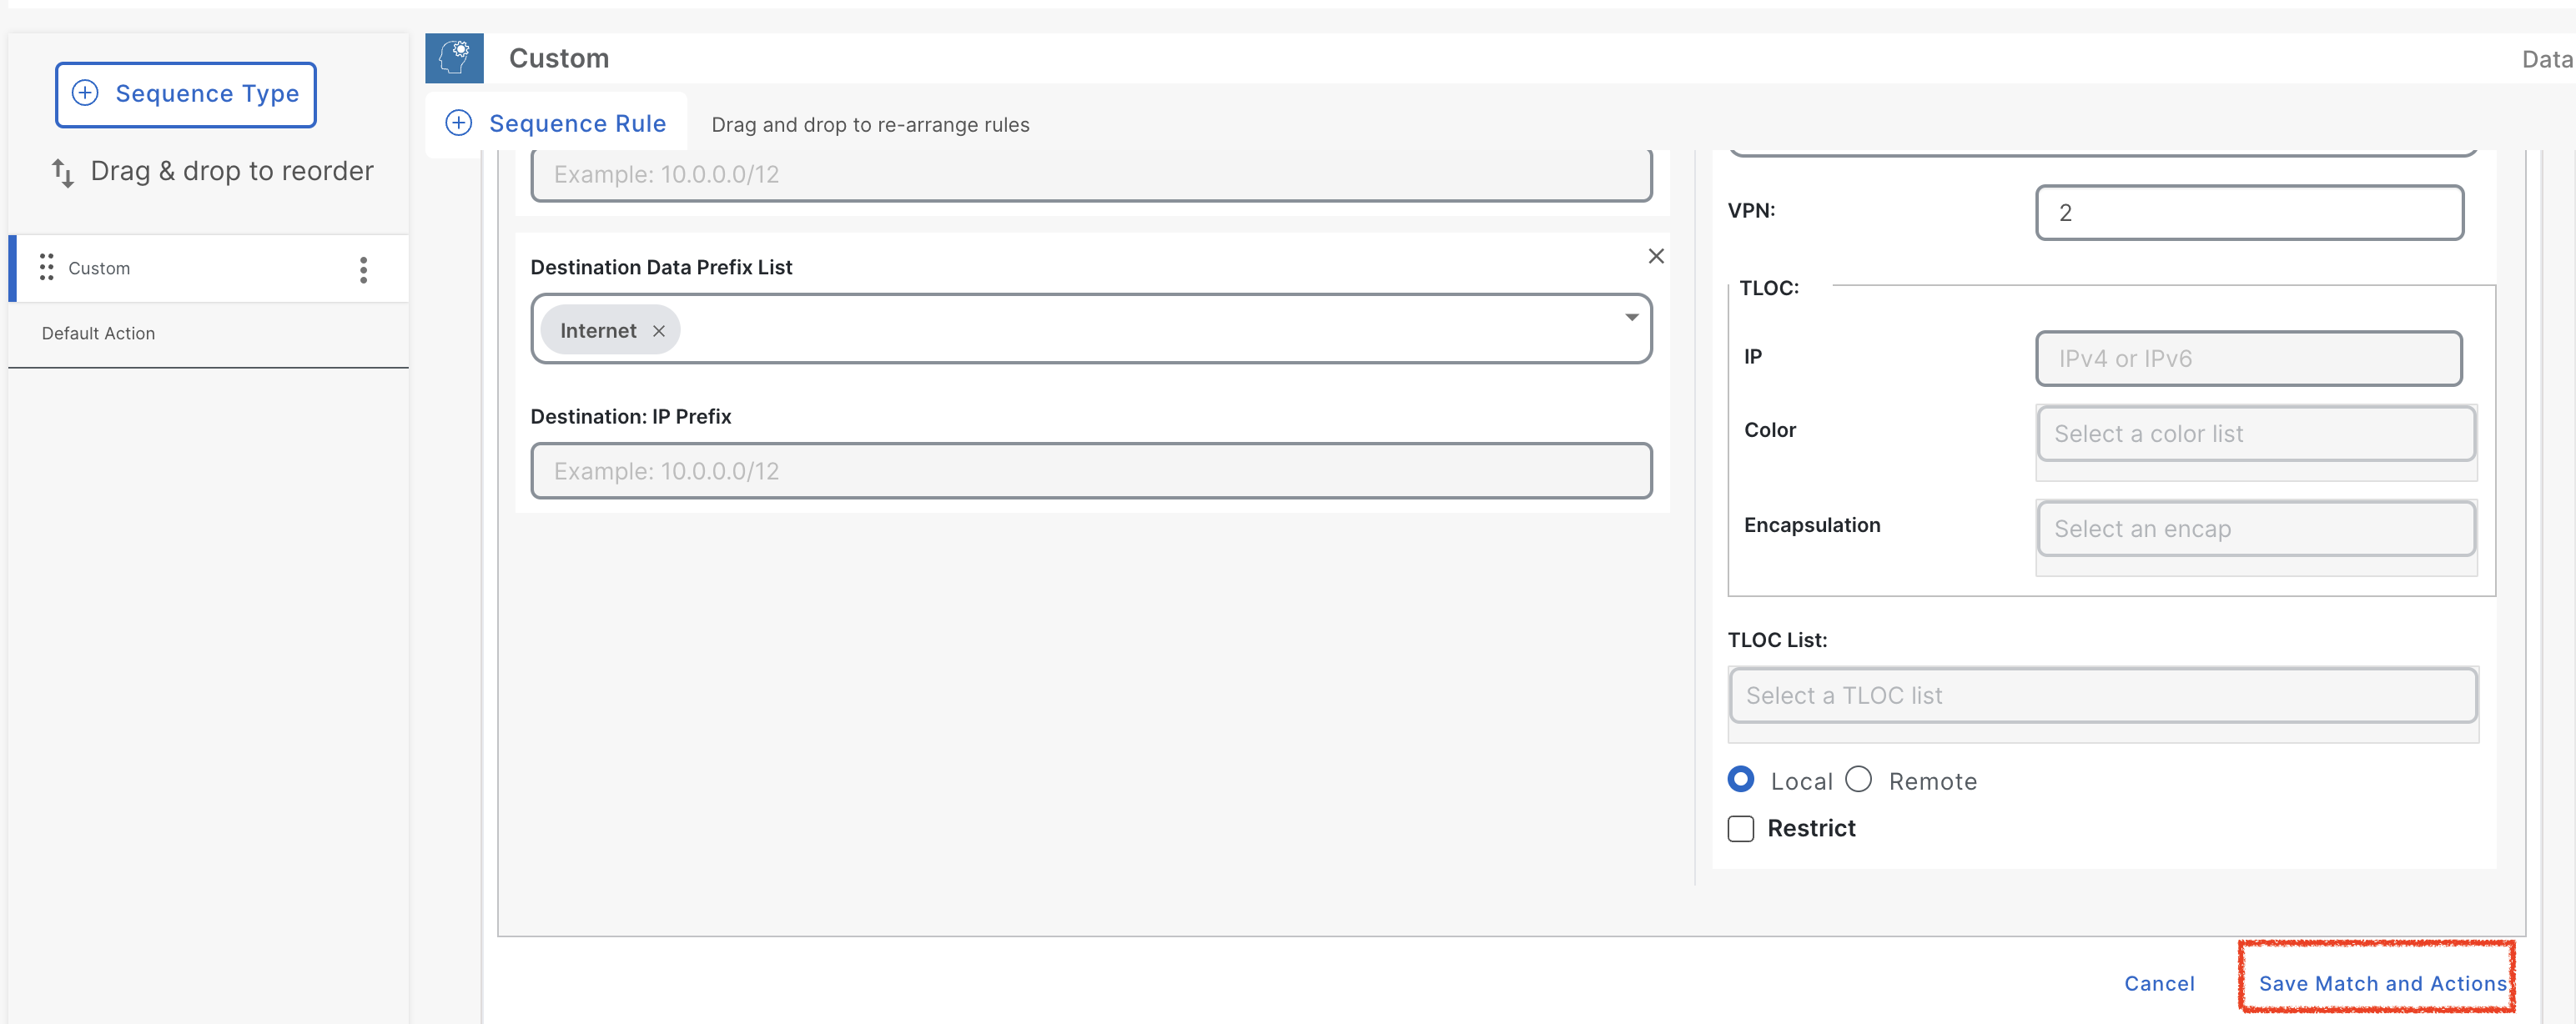 Sequence Type
Drag & drop to reorder
Custom
Default Action
Custom
Data
Sequence Rule
Drag and drop to re-arrange rules
Example: 10.0.0.0/12
Destination Data Prefix List
Internet
Destination: IP Prefix
Example: 10.0.0.0/12
VPN:
2
TLOC:
IP
IPv4 or IPv6
Color
Select a color list
Encapsulation
Select an encap
TLOC List:
Select a TLOC list
Local
Remote
Restrict
Cancel
Save Match and Actions